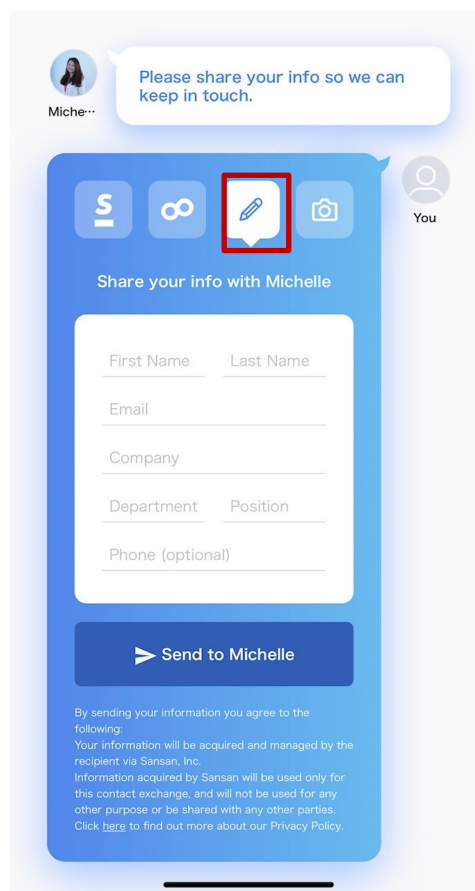 Please share your info so we can
keep in touch.
Miche…
You
S
Share your info with Michelle
First Name Last Name
Email
Company
Department Position
Phone (optional)
Send to Michelle
By sending your information you agree to the
following:
Your information will be acquired and managed by the
recipient via Sansan, Inc.
Information acquired by Sansan will be used only for
this contact exchange, and will not be used for any
other purpose or be shared with any other parties.
Click here to find out more about our Privacy Policy.